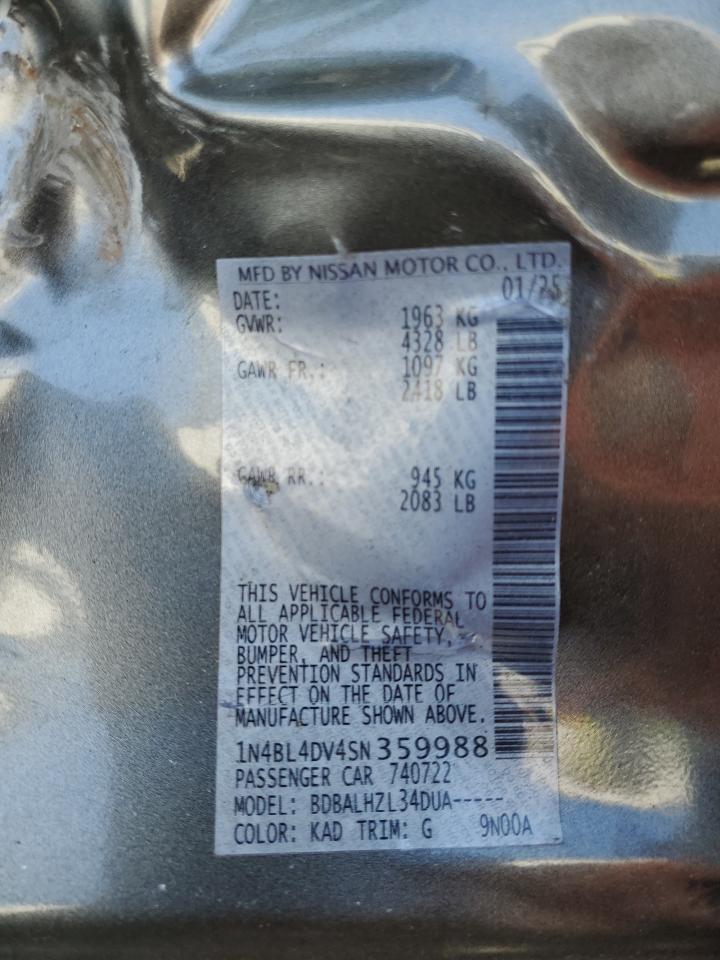 MFD BY NISSAN MOTOR CO., LTD.
DATE: 01/25
GVWR: 1963 KG
4328 LB
GAWR FR.: 1097 KG
2418 LB
GAWR RR.: 945 KG
2083 LB
THIS VEHICLE CONFORMS TO
ALL APPLICABLE FEDERAL
MOTOR VEHICLE SAFETY,
BUMPER, AND THEFT
PREVENTION STANDARDS IN
EFFECT ON THE DATE OF
MANUFACTURE SHOWN ABOVE.
1N4BL4DV4SN359988
PASSENGER CAR 740722
MODEL: BDBALHZL34DUA-----
COLOR: KAD TRIM: G 9N00A